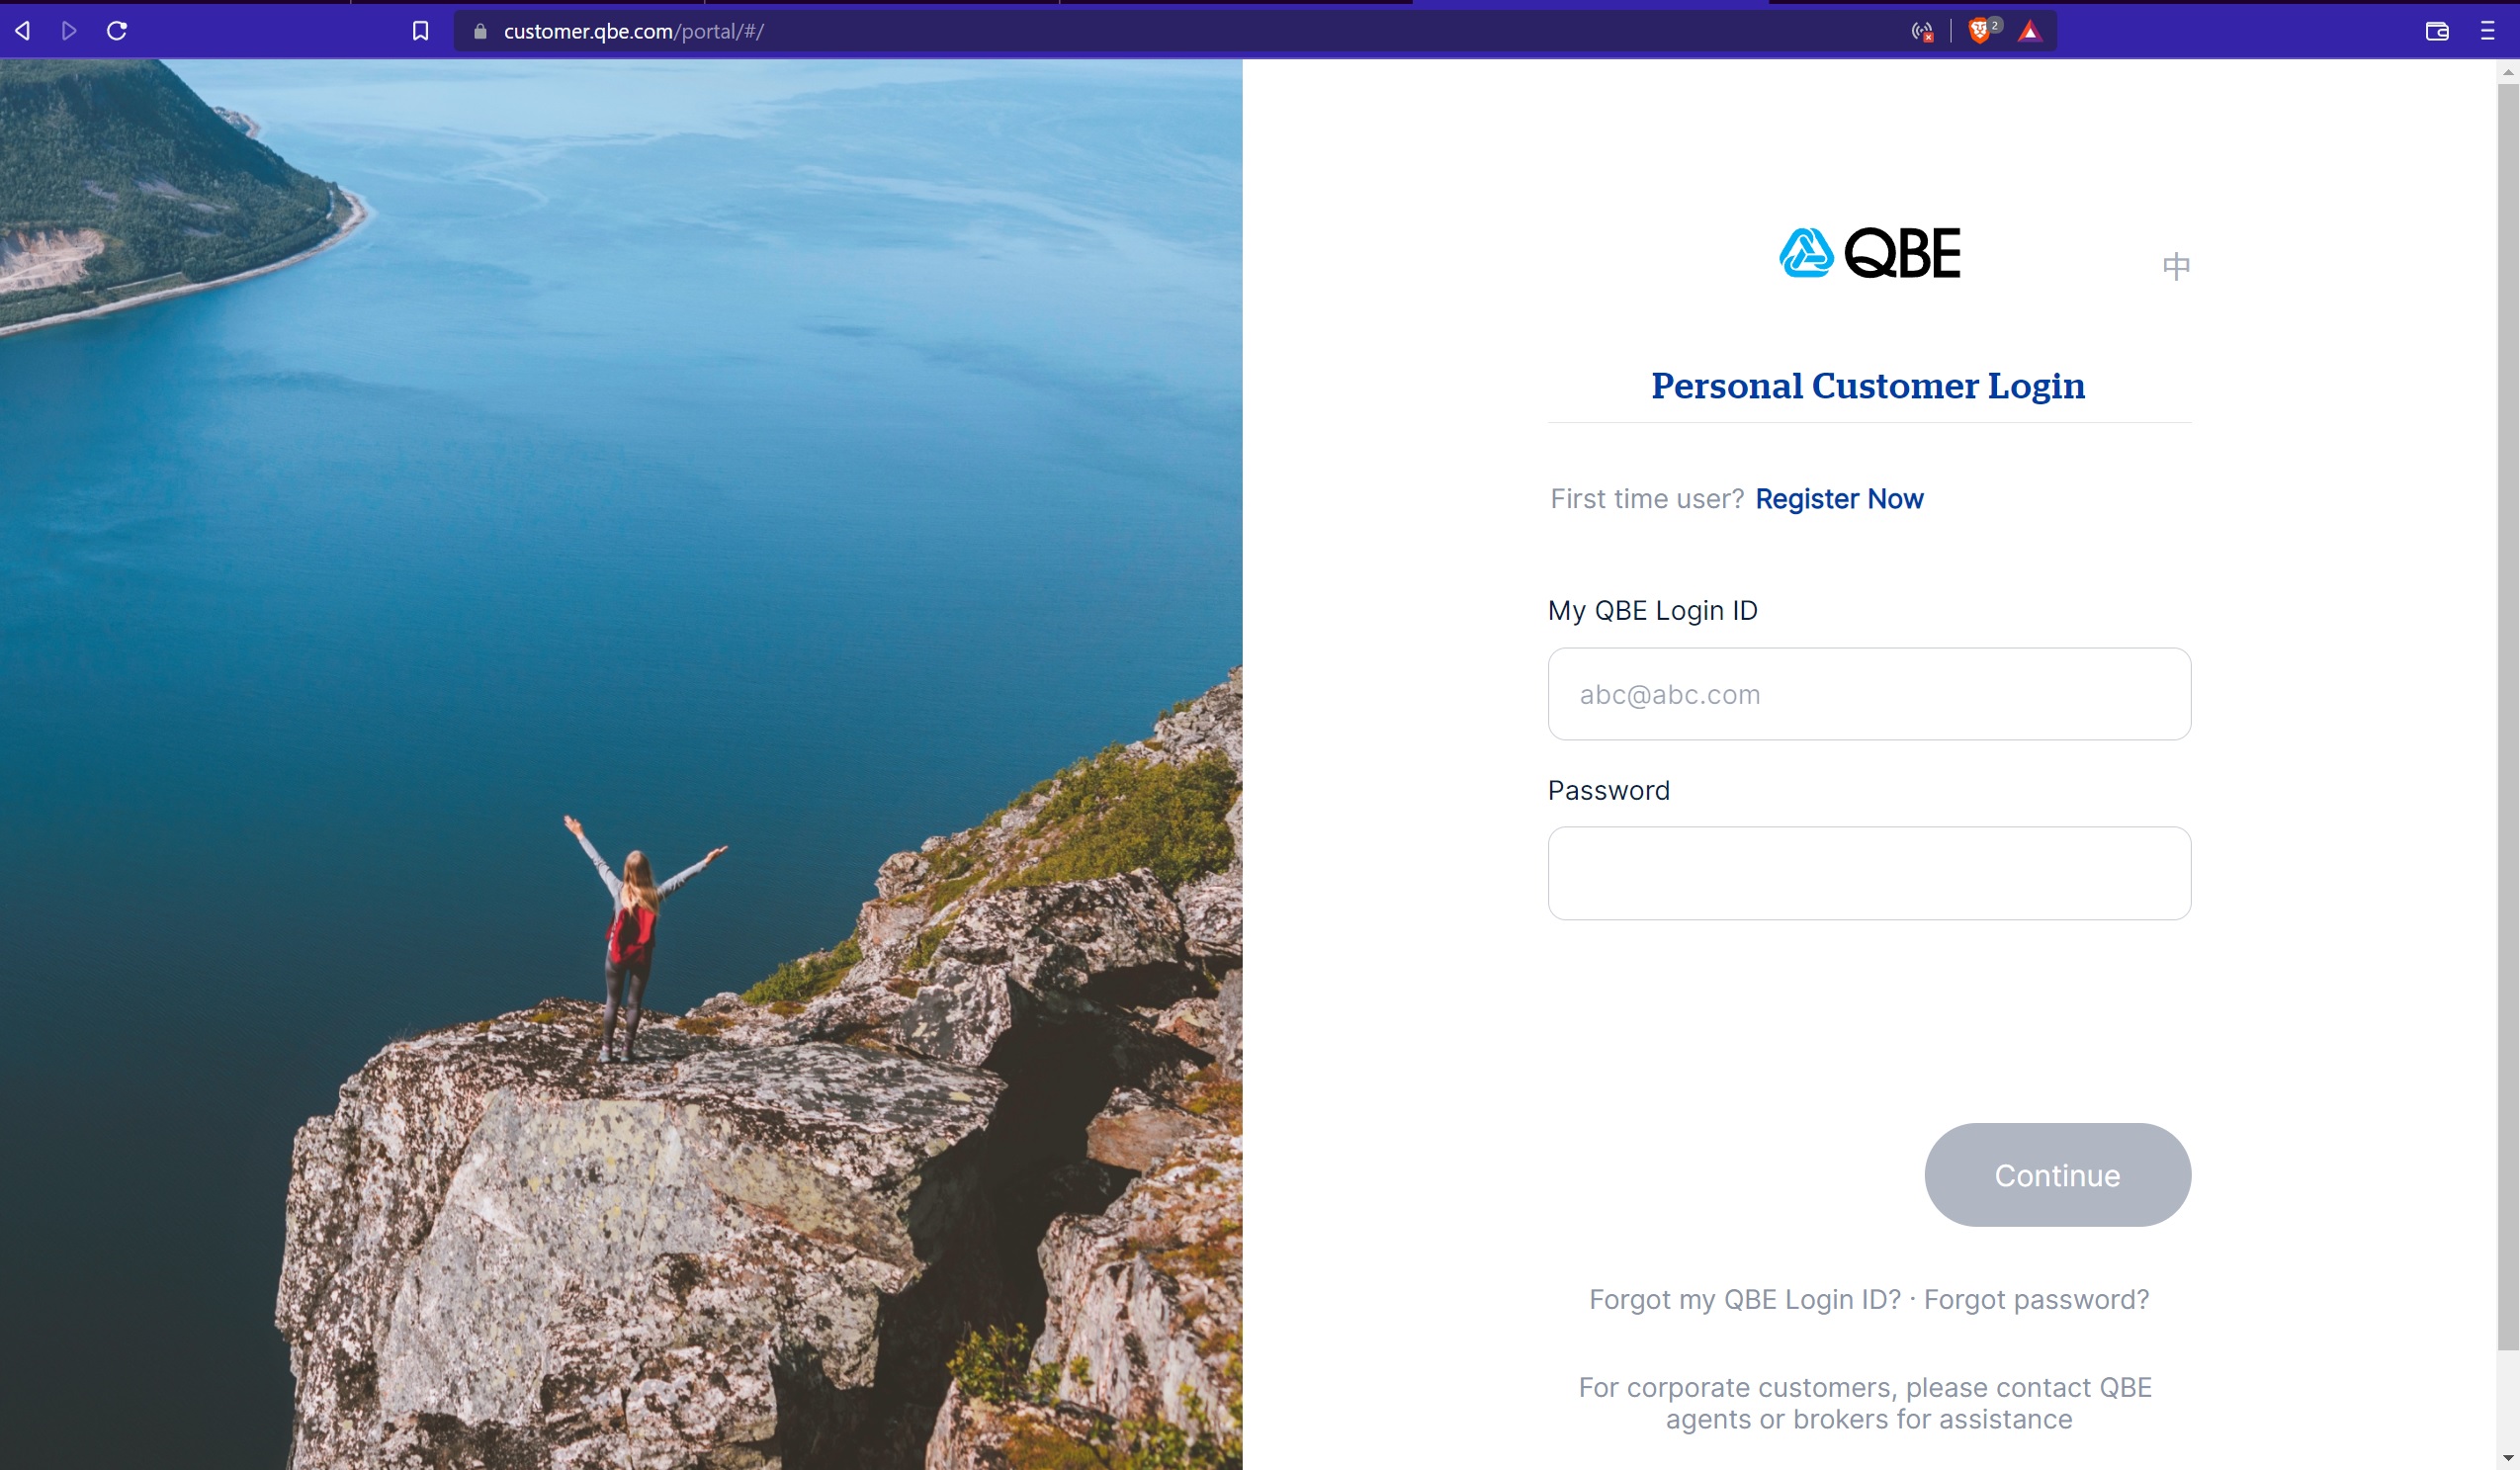 customer.qbe.com/portal/#/
2
QBE
中
Personal Customer Login
First time user? Register Now
My QBE Login ID
abc@abc.com
Password
Continue
Forgot my QBE Login ID? · Forgot password?
For corporate customers, please contact QBE
agents or brokers for assistance